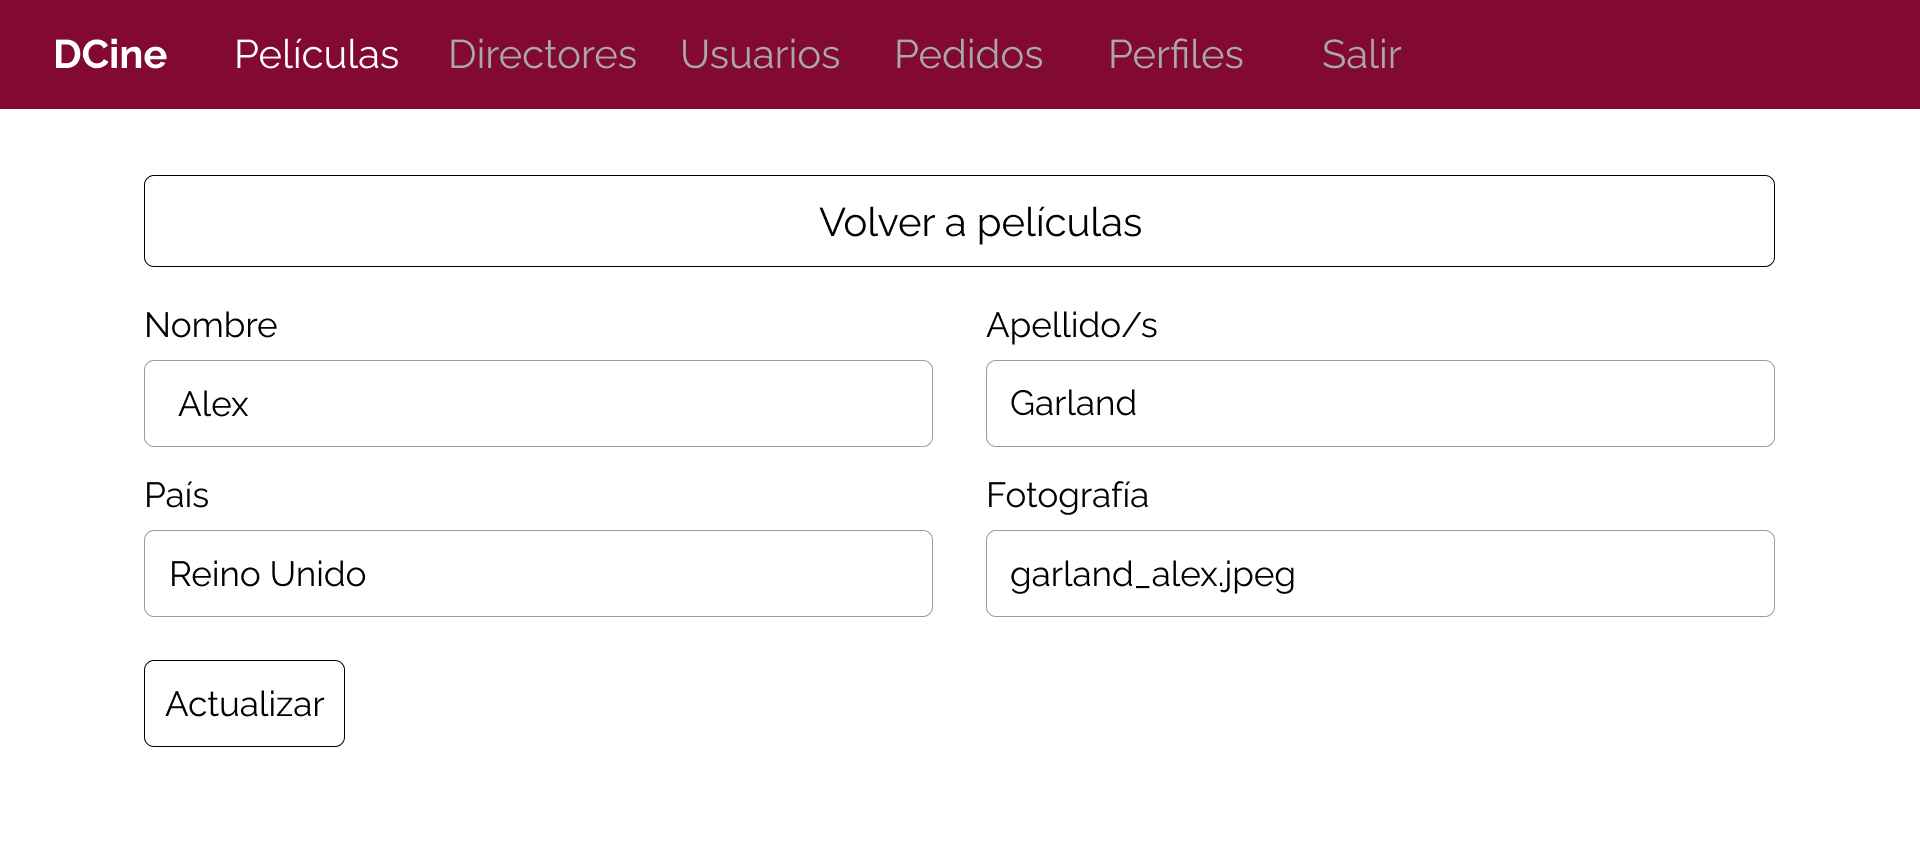 DCine Películas Directores Usuarios Pedidos Perfiles Salir
Volver a películas
Nombre Apellido/s
Alex Garland
País Fotografía
Reino Unido garland_alex.jpeg
Actualizar